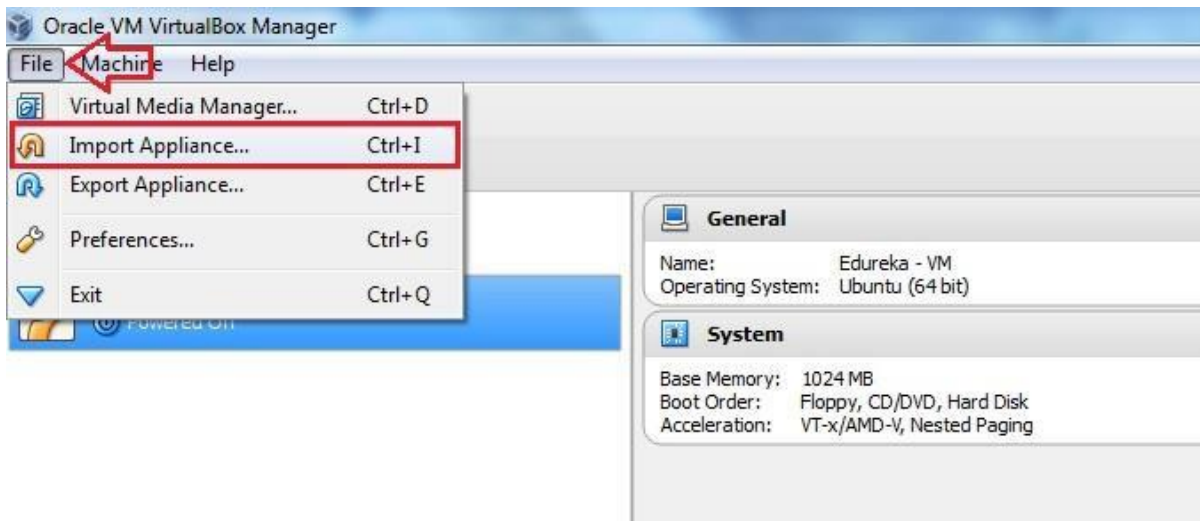 Oracle VM VirtualBox Manager
File Machine Help
Virtual Media Manager... Ctrl+D
Import Appliance... Ctrl+I
Export Appliance... Ctrl+E
Preferences... Ctrl+G
Exit Ctrl+Q
Powered Off
General
Name: Edureka - VM
Operating System: Ubuntu (64 bit)
System
Base Memory: 1024 MB
Boot Order: Floppy, CD/DVD, Hard Disk
Acceleration: VT-x/AMD-V, Nested Paging